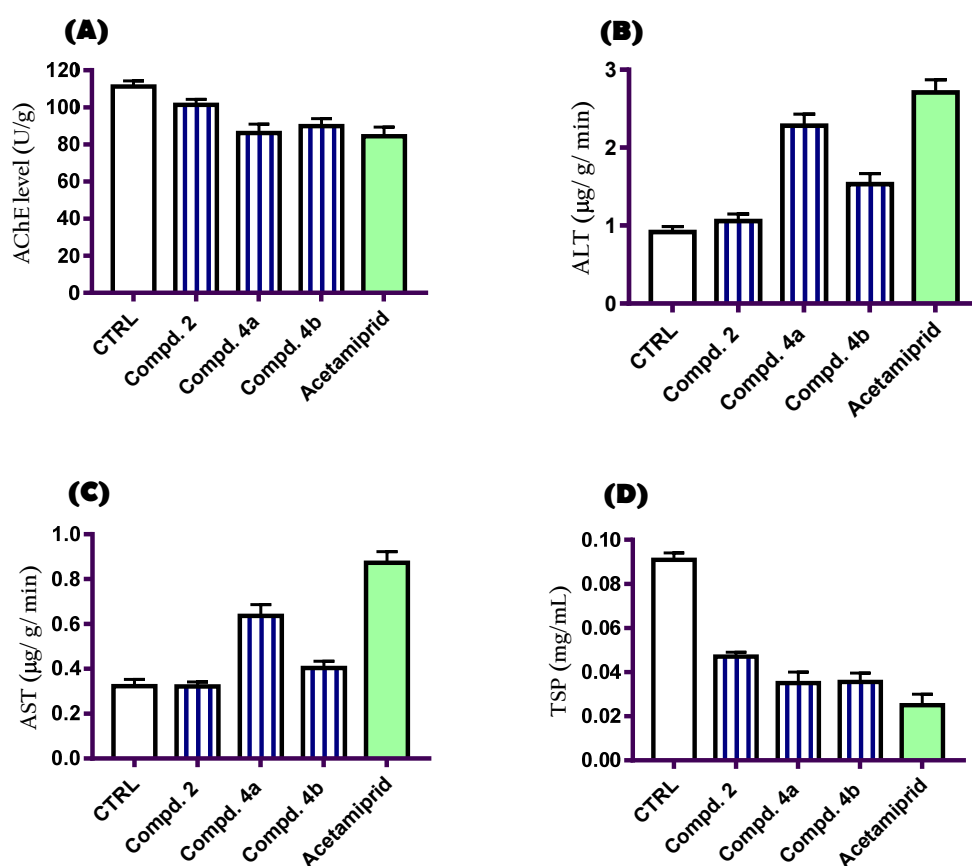 (A)
AChE level (U/g)
120
100
80
60
40
20
0
CTRL
Compd. 2
Compd. 4a
Compd. 4b
Acetamiprid
(B)
ALT (µg/ g/ min)
3
2
1
0
CTRL
Compd. 2
Compd. 4a
Compd. 4b
Acetamiprid
(C)
AST (µg/ g/ min)
1.0
0.8
0.6
0.4
0.2
0.0
CTRL
Compd. 2
Compd. 4a
Compd. 4b
Acetamiprid
(D)
TSP (mg/mL)
0.10
0.08
0.06
0.04
0.02
0.00
CTRL
Compd. 2
Compd. 4a
Compd. 4b
Acetamiprid